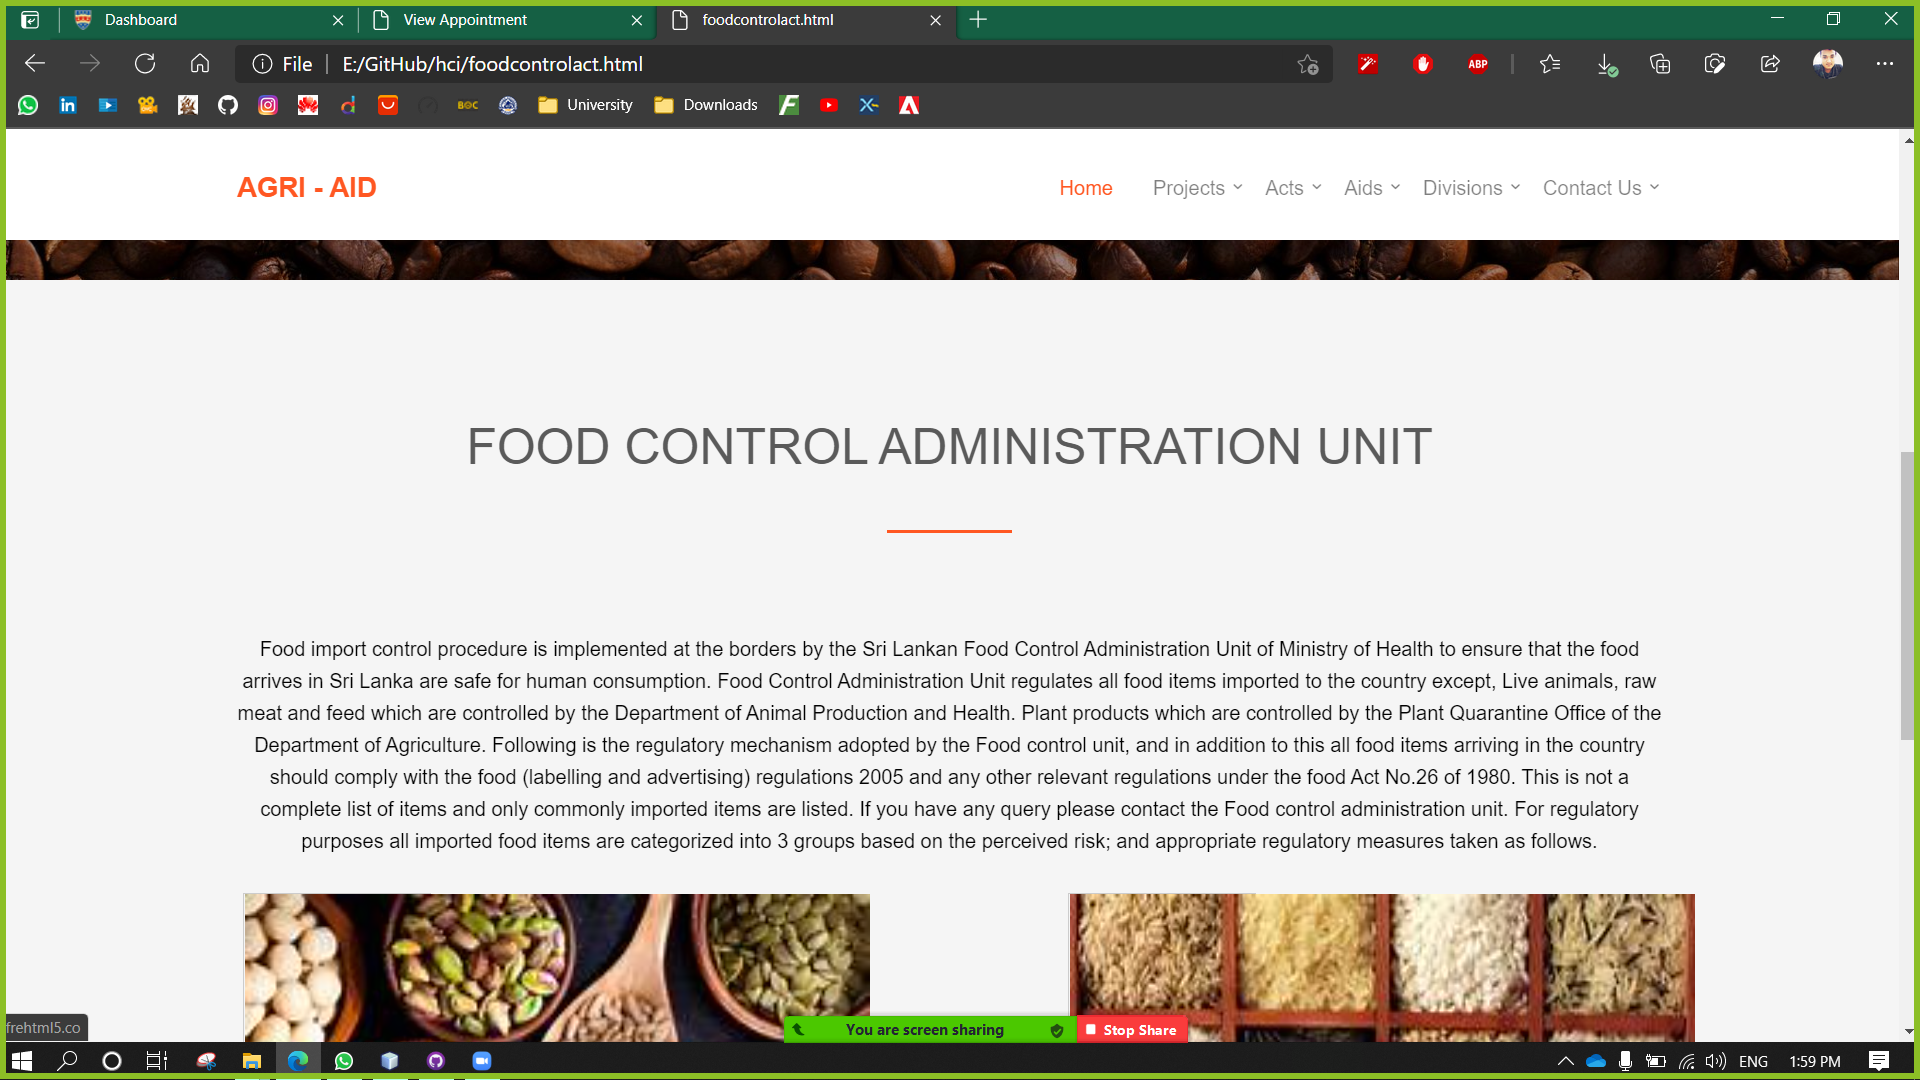 Dashboard
View Appointment
foodcontrolact.html
File
E:/GitHub/hci/foodcontrolact.html
ABP
BOC
University
Downloads
AGRI - AID
Home
Projects
Acts
Aids
Divisions
Contact Us
FOOD CONTROL ADMINISTRATION UNIT
Food import control procedure is implemented at the borders by the Sri Lankan Food Control Administration Unit of Ministry of Health to ensure that the food
arrives in Sri Lanka are safe for human consumption. Food Control Administration Unit regulates all food items imported to the country except, Live animals, raw
meat and feed which are controlled by the Department of Animal Production and Health. Plant products which are controlled by the Plant Quarantine Office of the
Department of Agriculture. Following is the regulatory mechanism adopted by the Food control unit, and in addition to this all food items arriving in the country
should comply with the food (labelling and advertising) regulations 2005 and any other relevant regulations under the food Act No.26 of 1980. This is not a
complete list of items and only commonly imported items are listed. If you have any query please contact the Food control administration unit. For regulatory
purposes all imported food items are categorized into 3 groups based on the perceived risk; and appropriate regulatory measures taken as follows.
frehtml5.co
You are screen sharing
Stop Share
ENG
1:59 PM